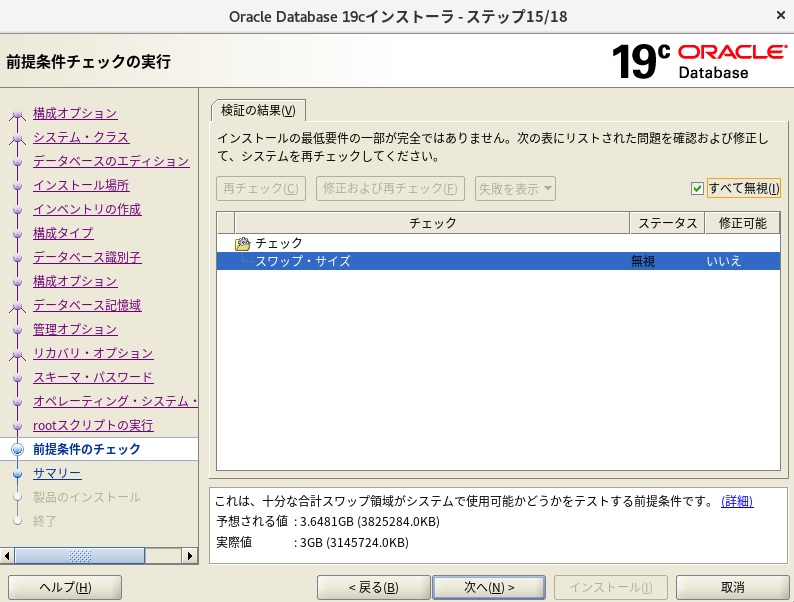 Oracle Database 19cインストーラ - ステップ15/18
×
前提条件チェックの実行
19c ORACLE
Database
構成オプション
システム・クラス
データベースのエディション
インストール場所
インベントリの作成
構成タイプ
データベース識別子
構成オプション
データベース記憶域
管理オプション
リカバリ・オプション
スキーマ・パスワード
オペレーティング・システム・
rootスクリプトの実行
前提条件のチェック
サマリー
製品のインストール
終了
検証の結果(V)
インストールの最低要件の一部が完全ではありません。次の表にリストされた問題を確認および修正し
て、システムを再チェックしてください。
再チェック(C) 修正および再チェック(F) 失敗を表示 すべて無視(I)
チェック ステータス 修正可能
チェック
スワップ・サイズ 無視 いいえ
これは、十分な合計スワップ領域がシステムで使用可能かどうかをテストする前提条件です。 (詳細)
予想される値 : 3.6481GB (3825284.0KB)
実際値 : 3GB (3145724.0KB)
ヘルプ(H) < 戻る(B) 次へ(N) > インストール(I) 取消